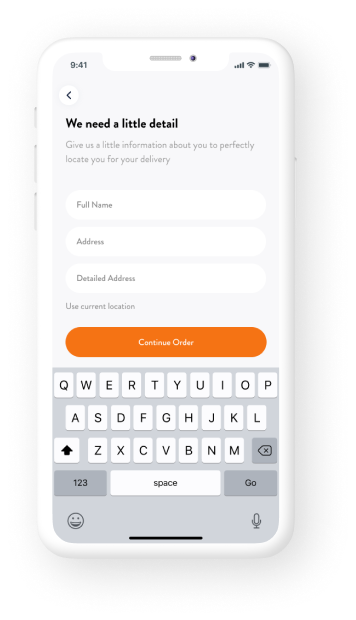 9:41
We need a little detail
Give us a little information about you to perfectly
locate you for your delivery
Full Name
Address
Detailed Address
Use current location
Continue Order
Q W E R T Y U I O P
A S D F G H J K L
Z X C V B N M
123 space Go